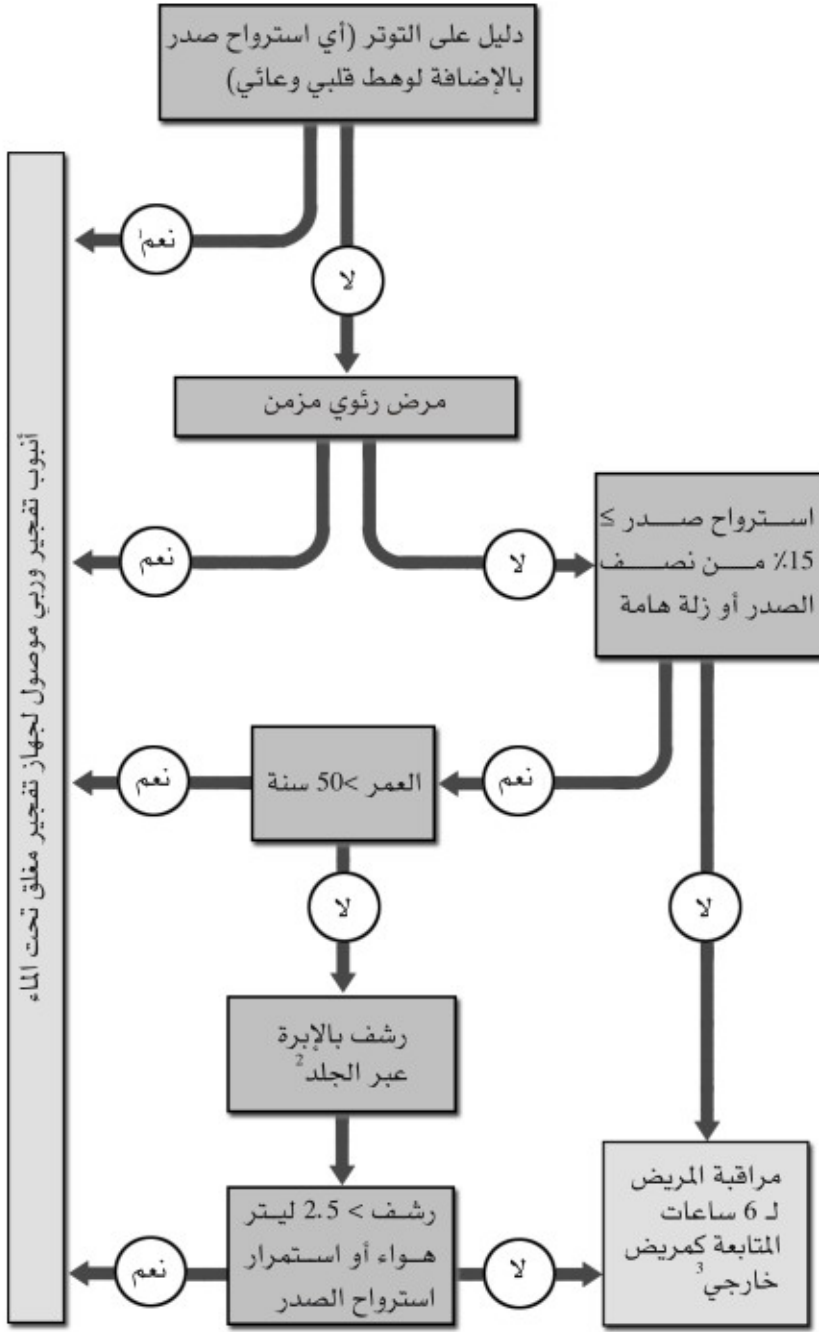 دليل على التوتر (أي استرواح صدر
بالإضافة لوهط قلبي وعائي)
نعم¹
لا
مرض رئوي مزمن
نعم
لا
استرواح صدر ≥
15٪ من نصف
الصدر أو زلة هامة
نعم
لا
العمر >50 سنة
نعم
لا
رشف بالإبرة
عبر الجلد²
رشف > 2.5 ليتر
هواء أو استمرار
استرواح الصدر
نعم
لا
مراقبة المريض
لـ 6 ساعات
المتابعة كمريض
خارجي³
أنبوب تفجير وربي موصول لجهاز تفجير مغلق تحت الماء